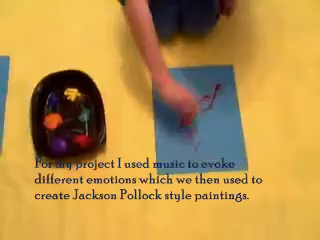 For my project I used music to evoke
different emotions which we then used to
create Jackson Pollock style paintings.